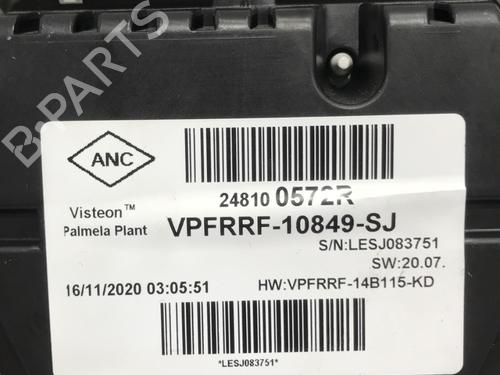 B-PARTS
ANC
24810 0572R
Visteon™
Palmela Plant
VPFRRF-10849-SJ
S/N:LESJ083751
SW:20.07.
16/11/2020 03:05:51
HW:VPFRRF-14B115-KD
*LESJ083751*